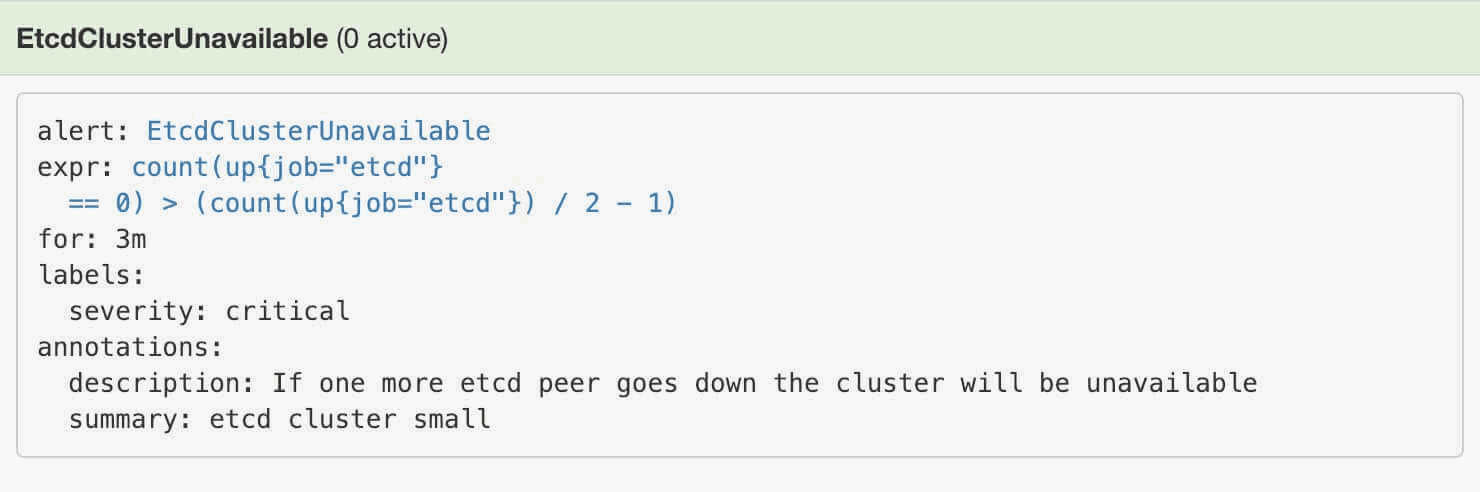 EtcdClusterUnavailable (0 active)
alert: EtcdClusterUnavailable
expr: count(up{job="etcd"}
  == 0) > (count(up{job="etcd"}) / 2 - 1)
for: 3m
labels:
  severity: critical
annotations:
  description: If one more etcd peer goes down the cluster will be unavailable
  summary: etcd cluster small